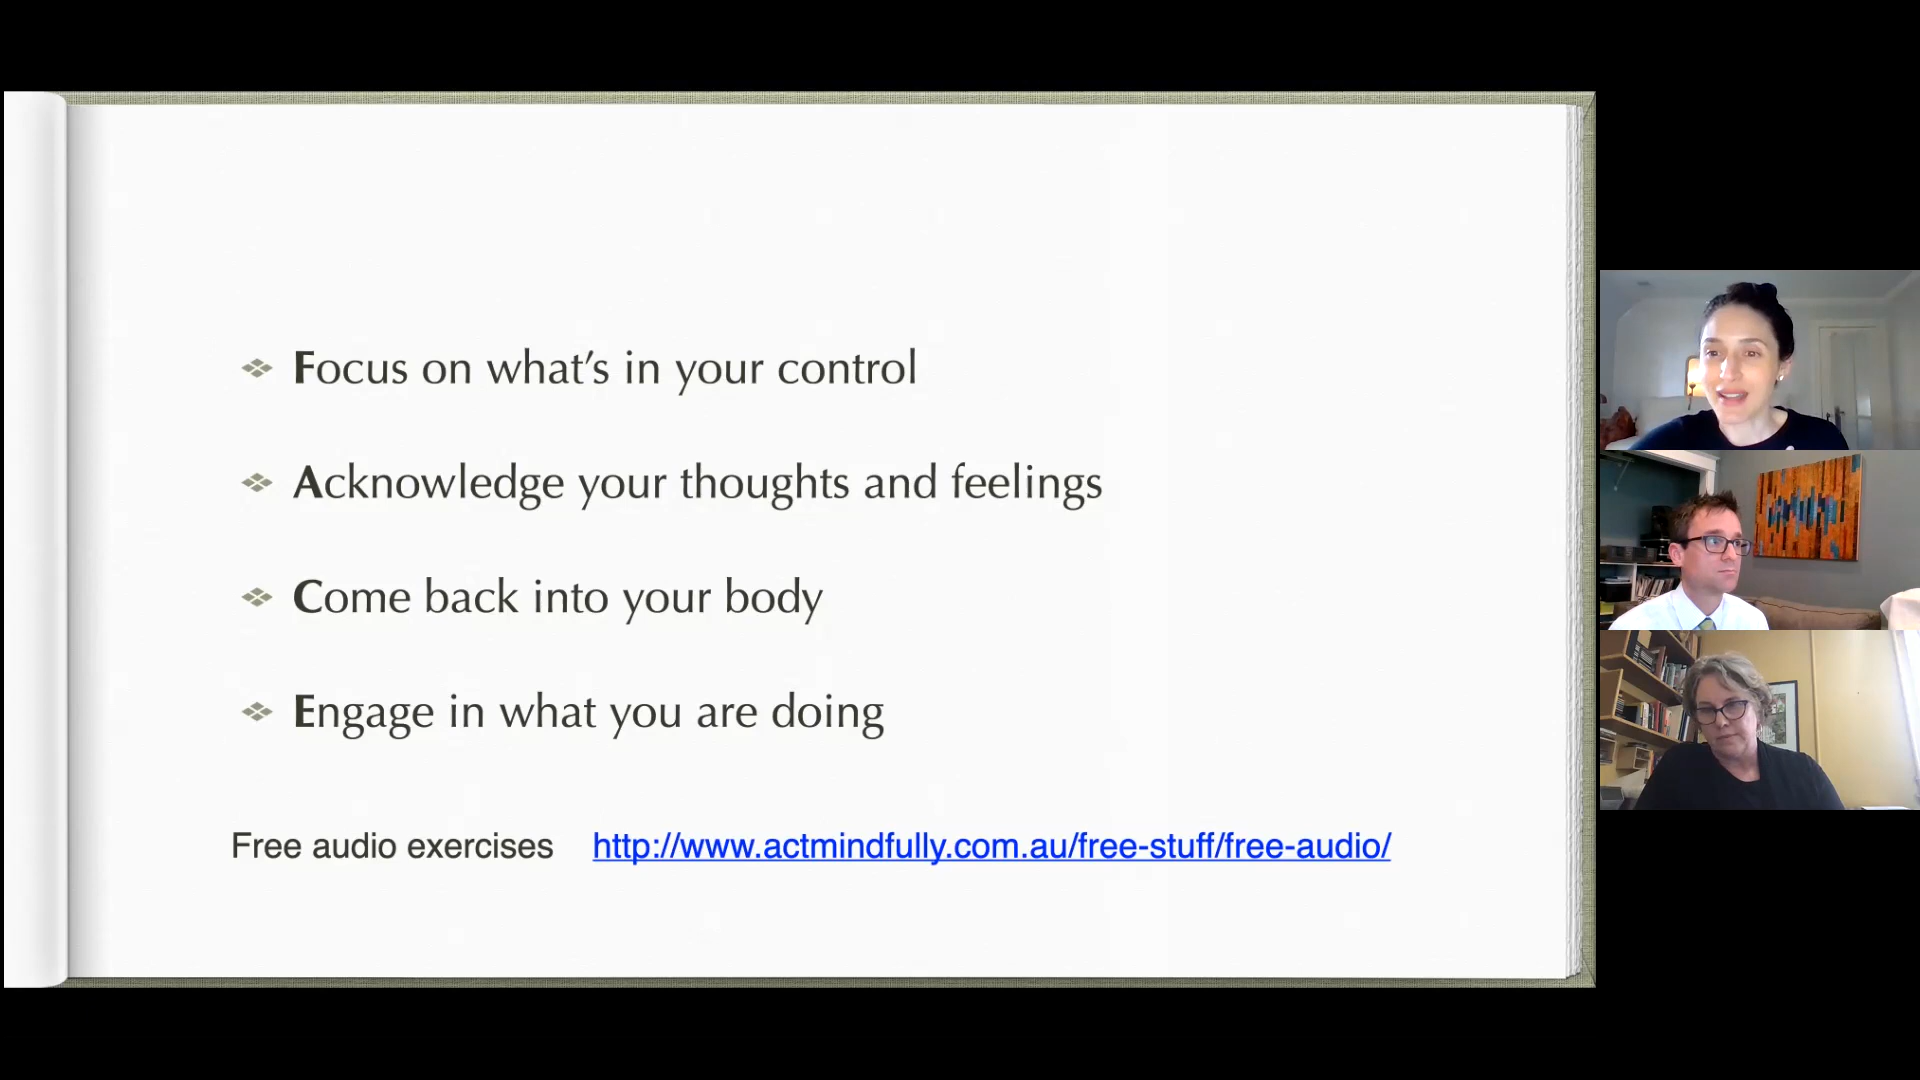 Focus on what’s in your control
Acknowledge your thoughts and feelings
Come back into your body
Engage in what you are doing
Free audio exercises http://www.actmindfully.com.au/free-stuff/free-audio/